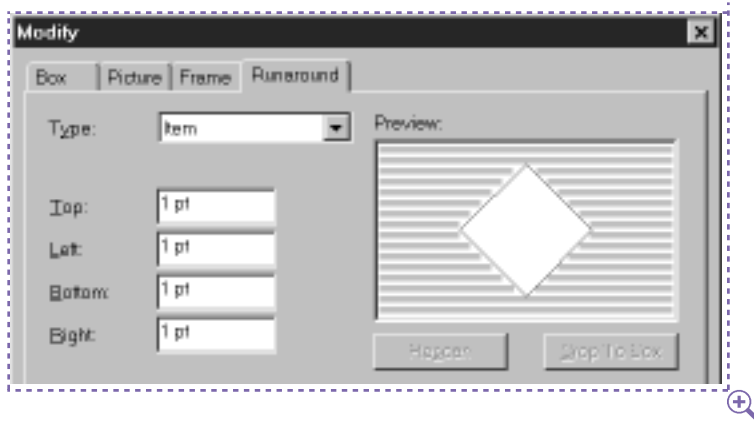 Modify
Box Picture Frame Runaround
Type: Item Preview:
Top: 1 pt
Left: 1 pt
Bottom: 1 pt
Right: 1 pt
Rescan Crop To Box